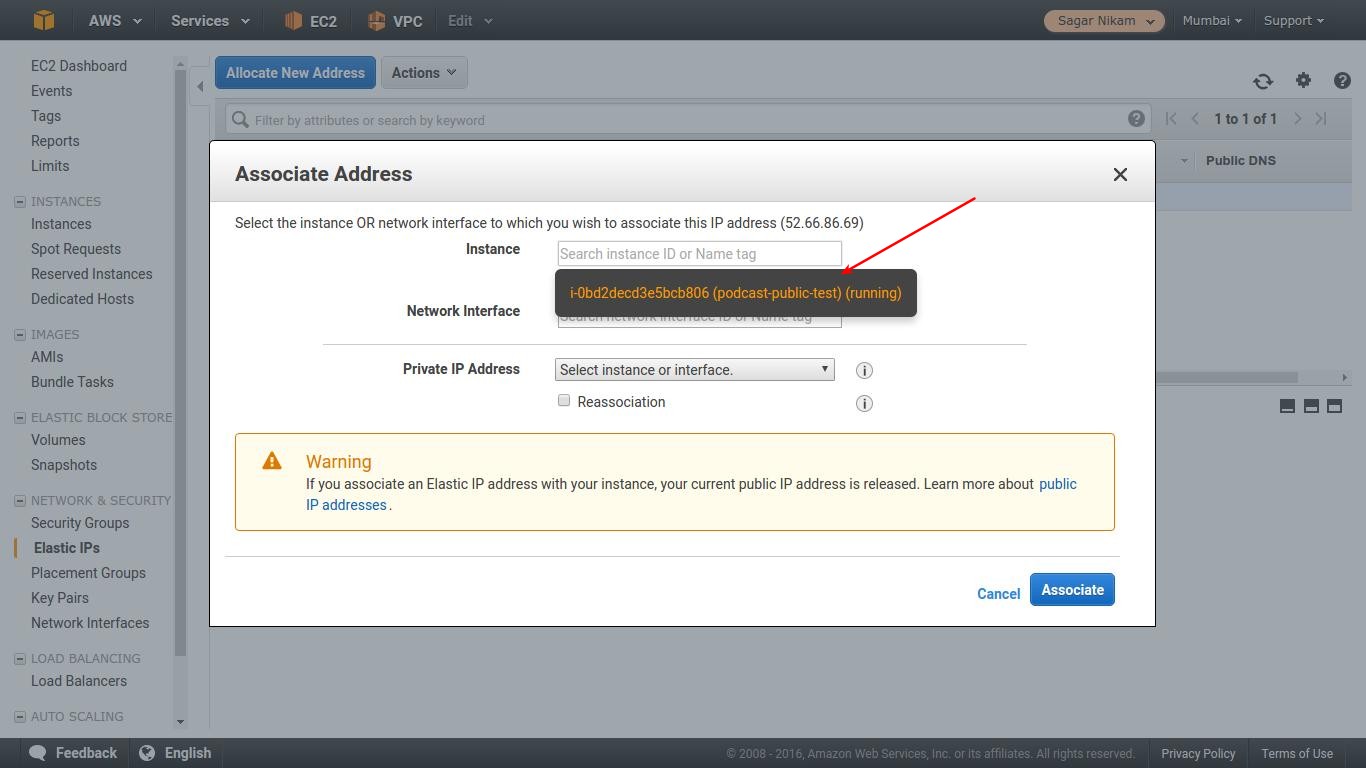 AWS Services EC2 VPC Edit Sagar Nikam Mumbai Support
EC2 Dashboard
Events
Tags
Reports
Limits
INSTANCES
Instances
Spot Requests
Reserved Instances
Dedicated Hosts
IMAGES
AMIs
Bundle Tasks
ELASTIC BLOCK STORE
Volumes
Snapshots
NETWORK & SECURITY
Security Groups
Elastic IPs
Placement Groups
Key Pairs
Network Interfaces
LOAD BALANCING
Load Balancers
AUTO SCALING
Allocate New Address Actions
Filter by attributes or search by keyword
1 to 1 of 1
Public DNS
Associate Address
Select the instance OR network interface to which you wish to associate this IP address (52.66.86.69)
Instance Search instance ID or Name tag
i-0bd2decd3e5bcb806 (podcast-public-test) (running)
Network Interface Search network interface ID or Name tag
Private IP Address Select instance or interface.
Reassociation
Warning
If you associate an Elastic IP address with your instance, your current public IP address is released. Learn more about public
IP addresses.
Cancel Associate
Feedback English © 2008 - 2016, Amazon Web Services, Inc. or its affiliates. All rights reserved. Privacy Policy Terms of Use